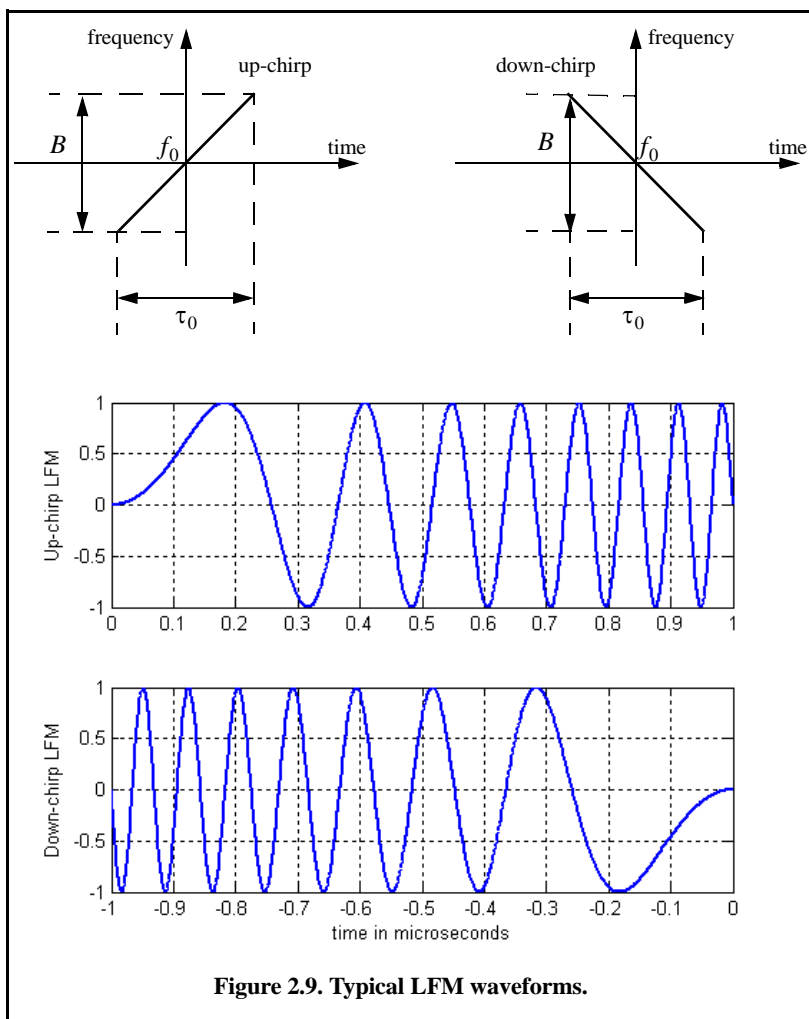 frequency
up-chirp
B
f0
time
τ0
down-chirp
frequency
B
f0
time
τ0
Up-chirp LFM
1
0.5
0
-0.5
-1
0 0.1 0.2 0.3 0.4 0.5 0.6 0.7 0.8 0.9 1
Down-chirp LFM
1
0.5
0
-0.5
-1
-1 -0.9 -0.8 -0.7 -0.6 -0.5 -0.4 -0.3 -0.2 -0.1 0
time in microseconds
Figure 2.9. Typical LFM waveforms.